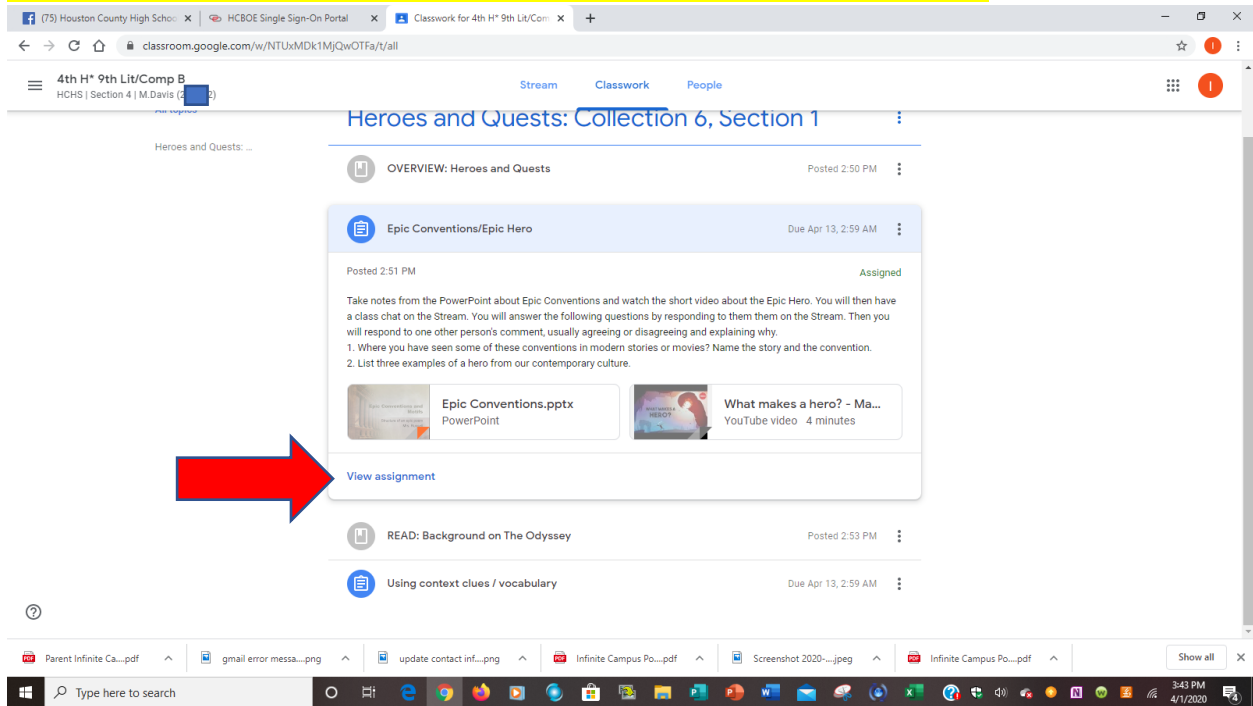 (75) Houston County High Schoo
HCBOE Single Sign-On Portal
Classwork for 4th H* 9th Lit/Com
classroom.google.com/w/NTUxMDk1MjQwOTFa/t/all
4th H* 9th Lit/Comp B
HCHS | Section 4 | M.Davis (2 2)
Stream
Classwork
People
I
I
All topics
Heroes and Quests: ...
Heroes and Quests: Collection 6, Section 1
OVERVIEW: Heroes and Quests
Posted 2:50 PM
Epic Conventions/Epic Hero
Due Apr 13, 2:59 AM
Posted 2:51 PM
Assigned
Take notes from the PowerPoint about Epic Conventions and watch the short video about the Epic Hero. You will then have
a class chat on the Stream. You will answer the following questions by responding to them them on the Stream. Then you
will respond to one other person's comment, usually agreeing or disagreeing and explaining why.
1. Where you have seen some of these conventions in modern stories or movies? Name the story and the convention.
2. List three examples of a hero from our contemporary culture.
Epic Conventions.pptx
PowerPoint
WHAT MAKES A
HERO?
What makes a hero? - Ma...
YouTube video 4 minutes
View assignment
READ: Background on The Odyssey
Posted 2:53 PM
Using context clues / vocabulary
Due Apr 13, 2:59 AM
Parent Infinite Ca....pdf
gmail error messa....png
update contact inf....png
Infinite Campus Po....pdf
Screenshot 2020-....jpeg
Infinite Campus Po....pdf
Show all
Type here to search
3:43 PM
4/1/2020